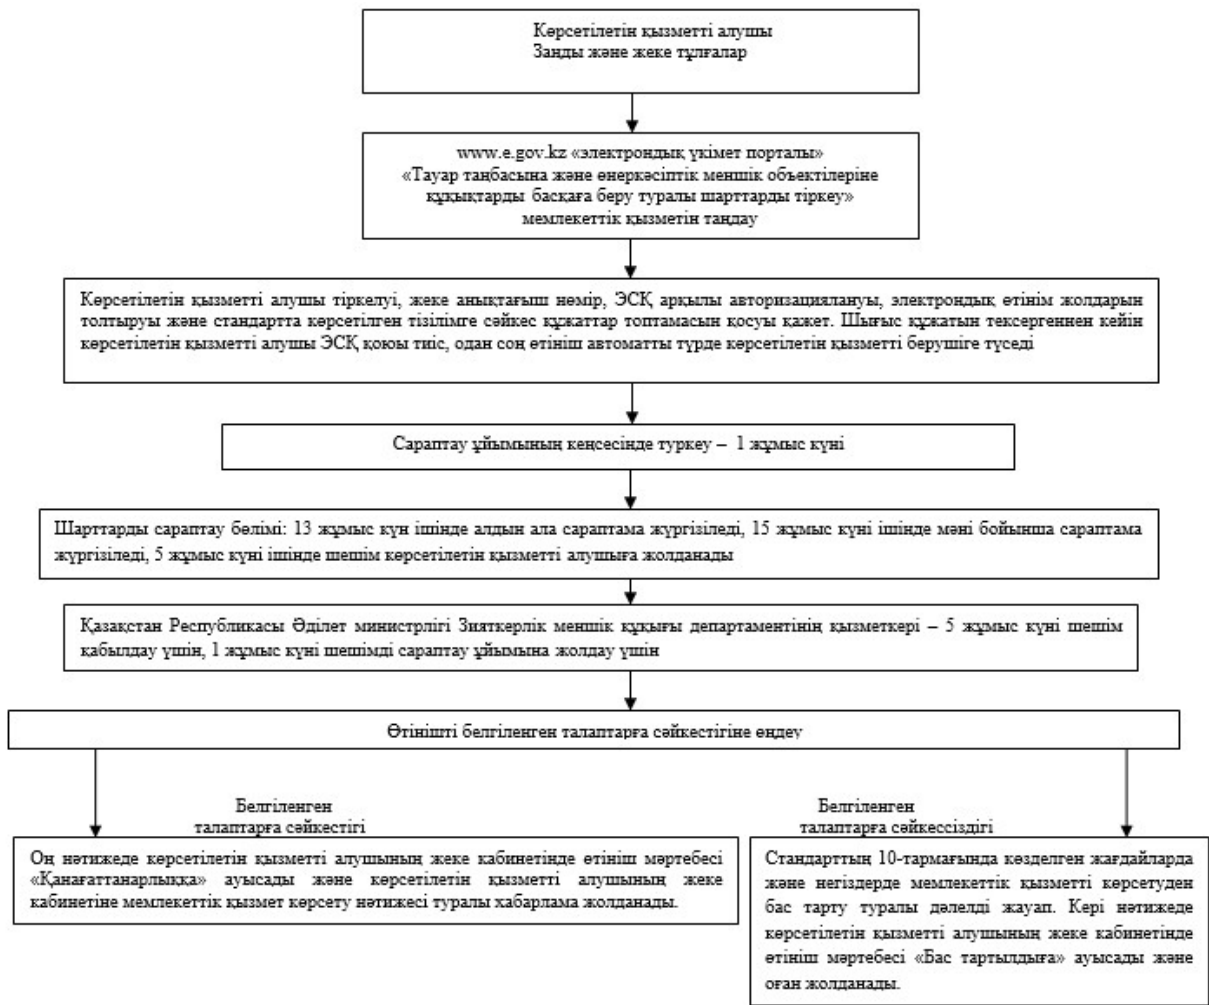 Көрсетілетін қызметті алушы
Заңды және жеке тұлғалар
www.e.gov.kz «электрондық үкімет порталы»
«Тауар таңбасына және өнеркәсіптік меншік объектілеріне
құқықтарды басқаға беру туралы шарттарды тіркеу»
мемлекеттік қызметін таңдау
Көрсетілетін қызметті алушы тіркелуі, жеке анықтағыш нөмір, ЭСҚ арқылы авторизациялануы, электрондық өтінім жолдарын
толтыруы және стандартта көрсетілген тізілімге сәйкес құжаттар топтамасын қосуы қажет. Шығыс құжатын тексергеннен кейін
көрсетілетін қызметті алушы ЭСҚ қоюы тиіс, одан соң өтініш автоматты түрде көрсетілетін қызметті берушіге түседі
Сараптау ұйымының кеңсесінде туркеу – 1 жұмыс күні
Шарттарды сараптау бөлімі: 13 жұмыс күн ішінде алдын ала сараптама жүргізіледі, 15 жұмыс күні ішінде мәні бойынша сараптама
жүргізіледі, 5 жұмыс күні ішінде шешім көрсетілетін қызметті алушыға жолданады
Қазақстан Республикасы Әділет министрлігі Зияткерлік меншік құқығы департаментінің қызметкері – 5 жұмыс күні шешім
қабылдау үшін, 1 жұмыс күні шешімді сараптау ұйымына жолдау үшін
Өтінішті белгіленген талаптарға сәйкестігіне өңдеу
Белгіленген
талаптарға сәйкестігі
Оң нәтижеде көрсетілетін қызметті алушының жеке кабинетінде өтініш мәртебесі
«Қанағаттанарлыққа» ауысады және көрсетілетін қызметті алушының жеке
кабинетіне мемлекеттік қызмет көрсету нәтижесі туралы хабарлама жолданады.
Белгіленген
талаптарға сәйкессіздігі
Стандарттың 10-тармағында көзделген жағдайларда
және негіздерде мемлекеттік қызметті көрсетуден
бас тарту туралы дәлелді жауап. Кері нәтижеде
көрсетілетін қызметті алушының жеке кабинетінде
өтініш мәртебесі «Бас тартылдыға» ауысады және
оған жолданады.